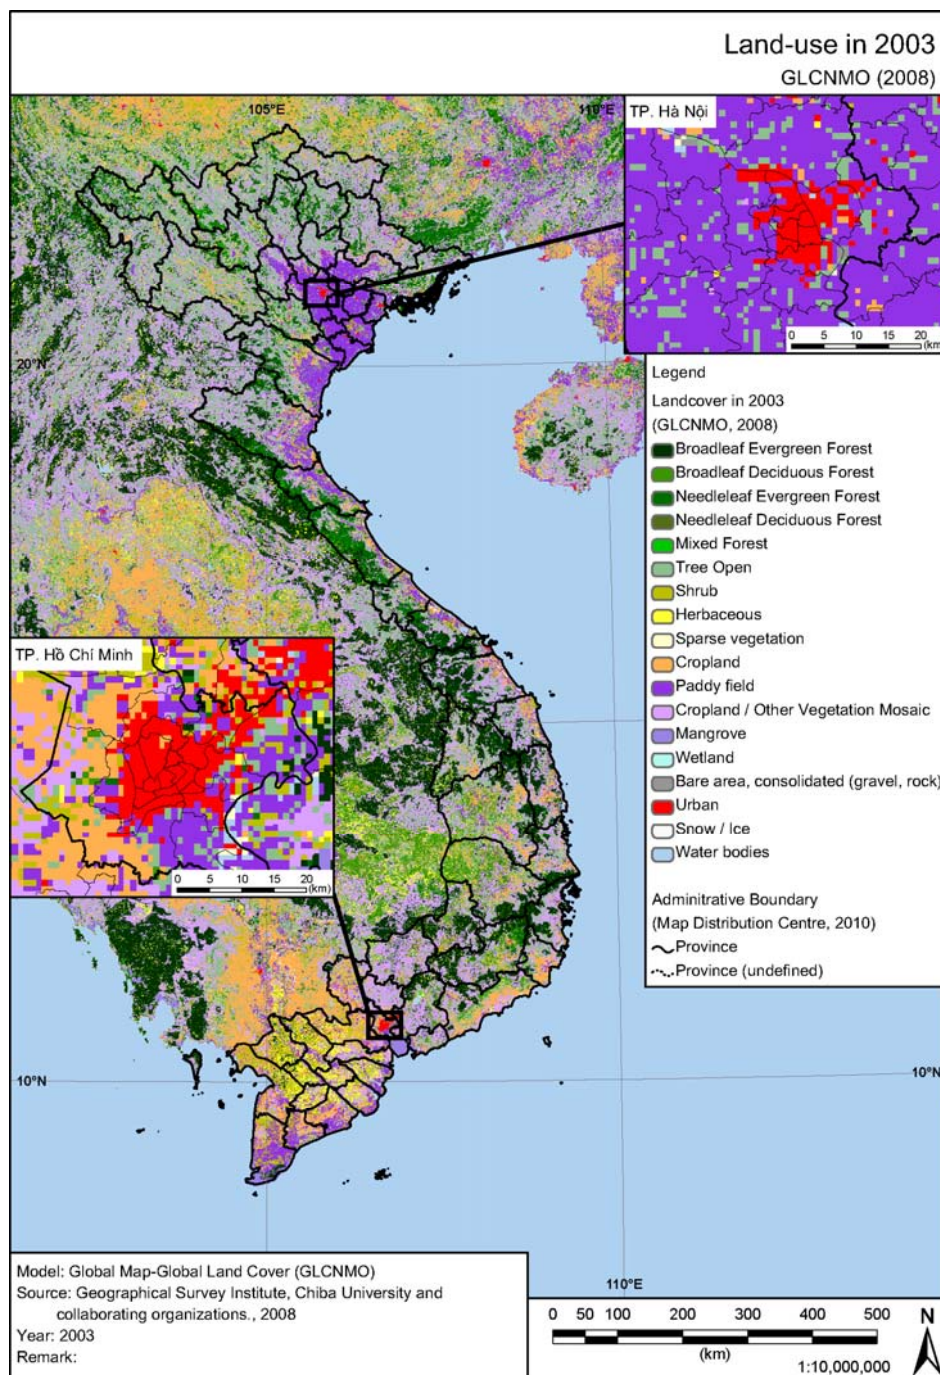 Land-use in 2003
GLCNMO (2008)
105°E
110°E
TP. Hà Nội
0 5 10 15 20
(km)
20°N
Legend
Landcover in 2003
(GLCNMO, 2008)
Broadleaf Evergreen Forest
Broadleaf Deciduous Forest
Needleleaf Evergreen Forest
Needleleaf Deciduous Forest
Mixed Forest
Tree Open
Shrub
Herbaceous
Sparse vegetation
Cropland
Paddy field
Cropland / Other Vegetation Mosaic
Mangrove
Wetland
Bare area, consolidated (gravel, rock)
Urban
Snow / Ice
Water bodies
Adminitrative Boundary
(Map Distribution Centre, 2010)
Province
Province (undefined)
TP. Hồ Chí Minh
0 5 10 15 20
(km)
10°N
10°N
110°E
Model: Global Map-Global Land Cover (GLCNMO)
Source: Geographical Survey Institute, Chiba University and
collaborating organizations., 2008
Year: 2003
Remark:
0 50 100 200 300 400 500
(km)
1:10,000,000
N